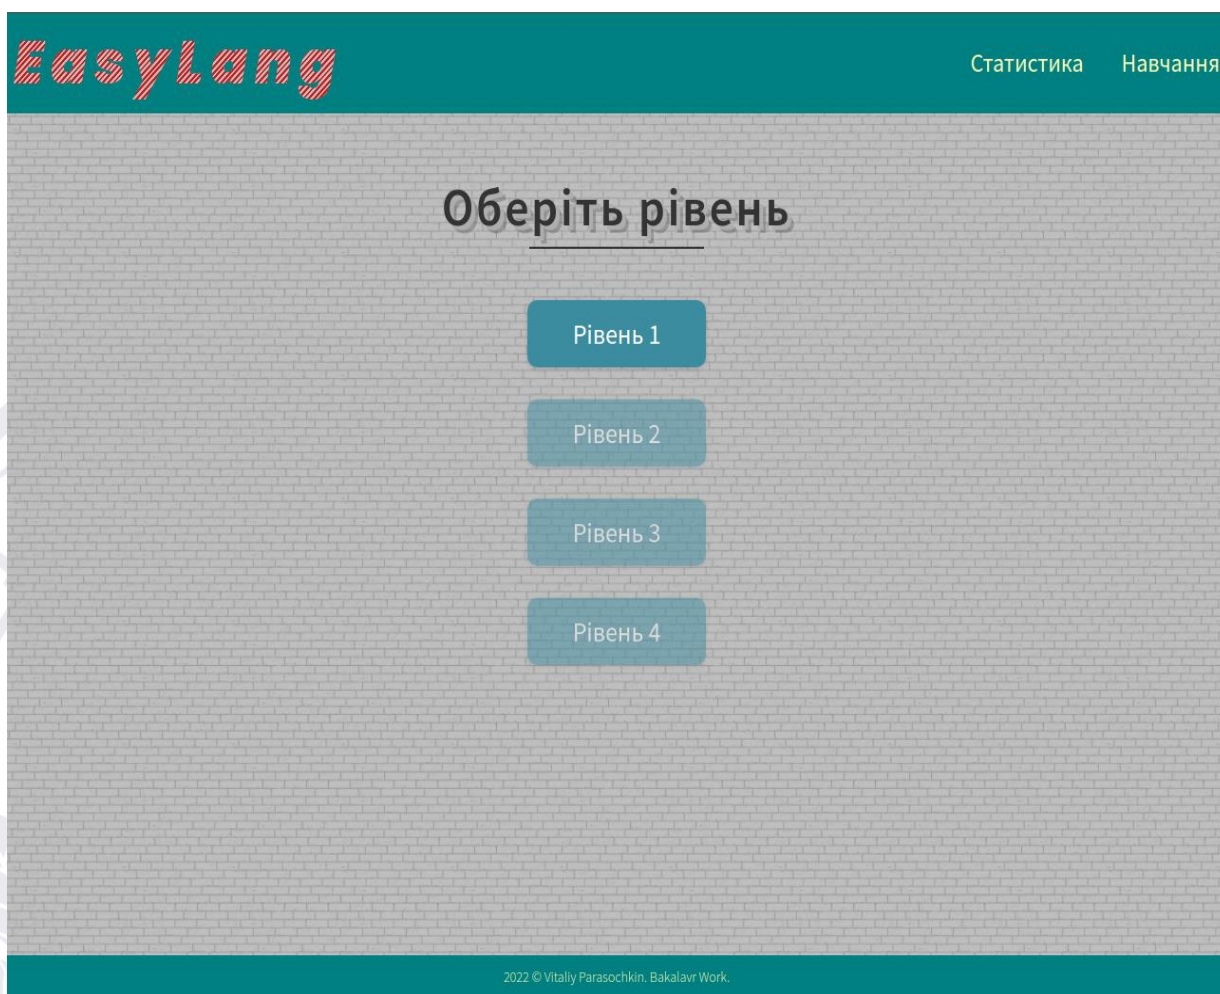 EasyLang
Статистика Навчання
Оберіть рівень
Рівень 1
Рівень 2
Рівень 3
Рівень 4
2022 © Vitaliy Parasochkin. Bakalavr Work.